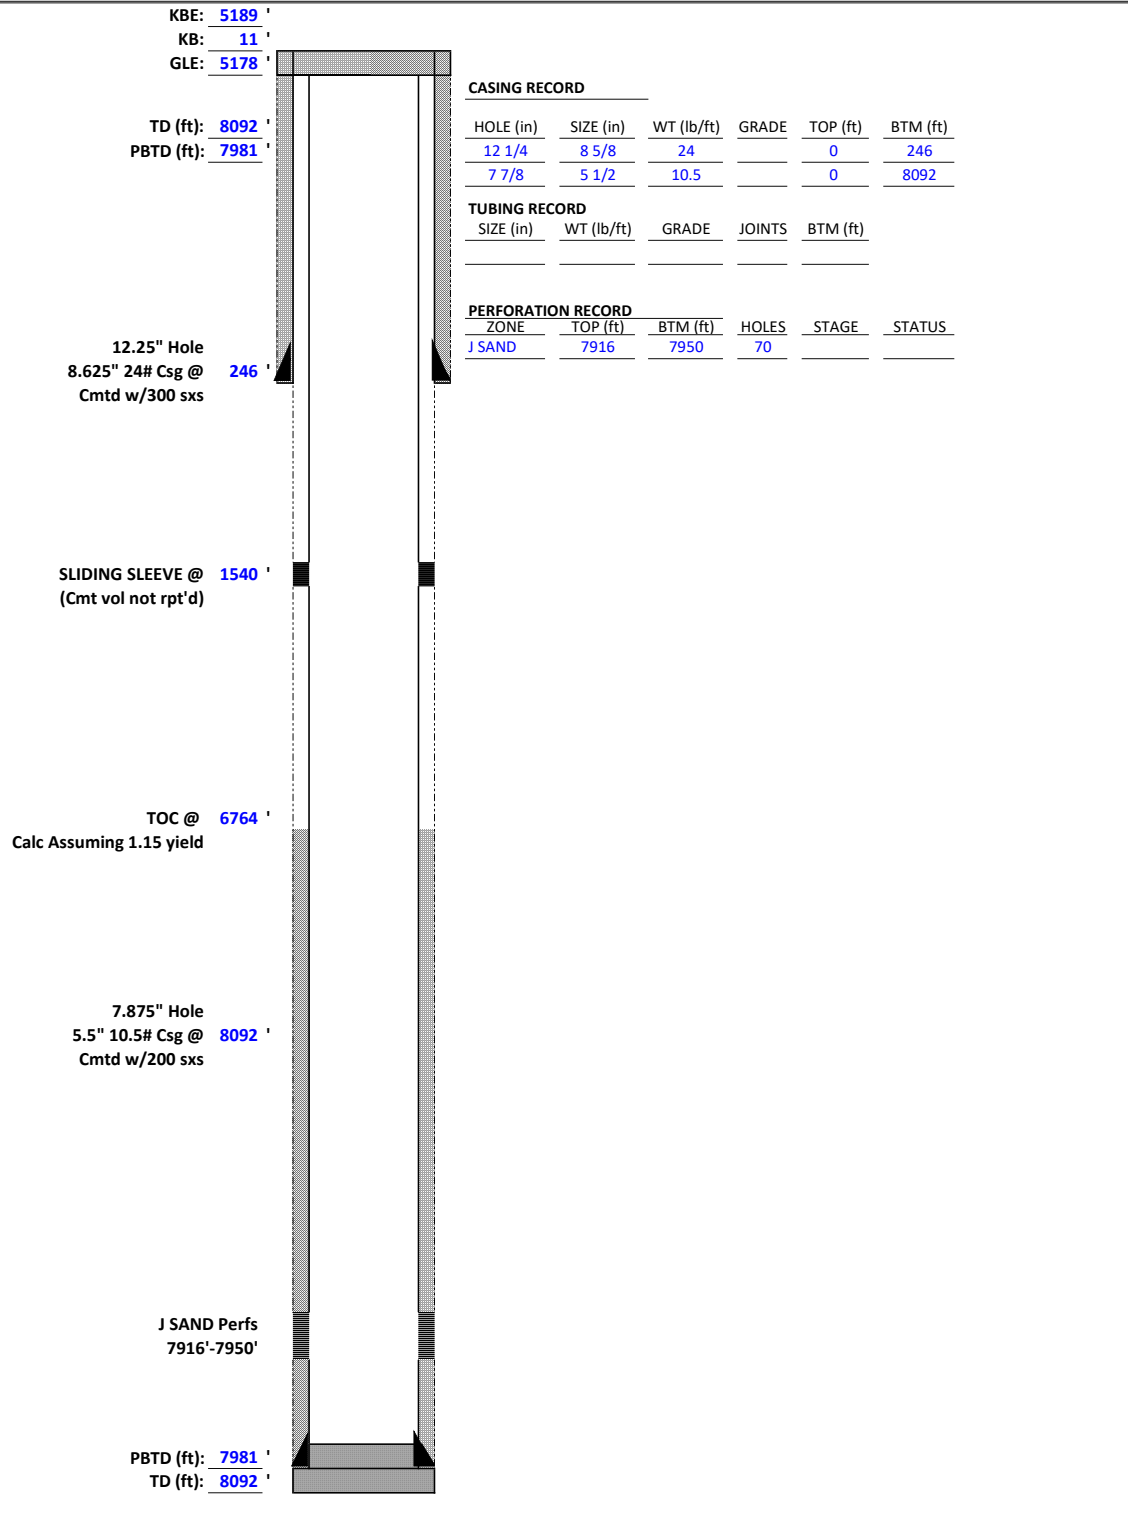 KBE: 5189 '
KB: 11 '
GLE: 5178 '
CASING RECORD
TD (ft): 8092 '
HOLE (in) SIZE (in) WT (lb/ft) GRADE TOP (ft) BTM (ft)
PBTD (ft): 7981 '
12 1/4 8 5/8 24 0 246
7 7/8 5 1/2 10.5 0 8092
TUBING RECORD
SIZE (in) WT (lb/ft) GRADE JOINTS BTM (ft)
PERFORATION RECORD
ZONE TOP (ft) BTM (ft) HOLES STAGE STATUS
J SAND 7916 7950 70
12.25" Hole
8.625" 24# Csg @ 246 '
Cmtd w/300 sxs
SLIDING SLEEVE @ 1540 '
(Cmt vol not rpt'd)
TOC @ 6764 '
Calc Assuming 1.15 yield
7.875" Hole
5.5" 10.5# Csg @ 8092 '
Cmtd w/200 sxs
J SAND Perfs
7916'-7950'
PBTD (ft): 7981 '
TD (ft): 8092 '